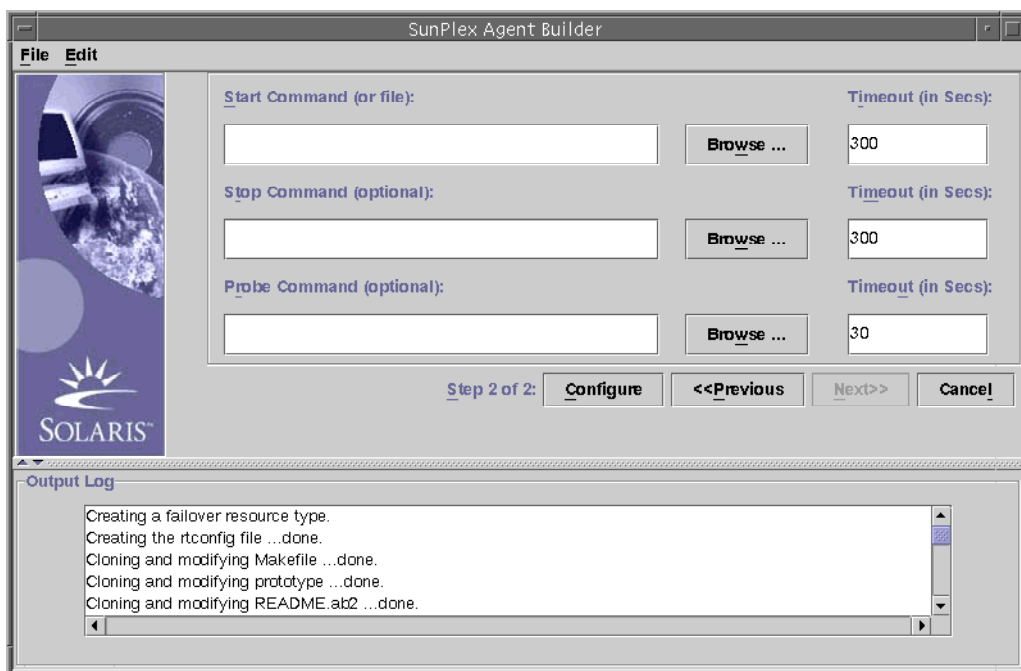 SunPlex Agent Builder
File Edit
Start Command (or file): Timeout (in Secs):
Browse ... 300
Stop Command (optional): Timeout (in Secs):
Browse ... 300
Probe Command (optional): Timeout (in Secs):
Browse ... 30
Step 2 of 2: Configure <<Previous Next>> Cancel
SOLARIS™
Output Log
Creating a failover resource type.
Creating the rtconfig file ...done.
Cloning and modifying Makefile ...done.
Cloning and modifying prototype ...done.
Cloning and modifying README.ab2 ...done.